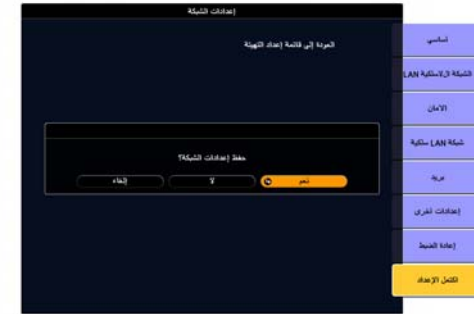 إعدادات الشبكة
العودة إلى قائمة إعداد التهيئة
حفظ إعدادات الشبكة؟
نعم
لا
إلغاء
أساسي
الشبكة اللاسلكية LAN
الأمان
شبكة LAN سلكية
بريد
إعدادات أخرى
إعادة الضبط
اكتمل الإعداد